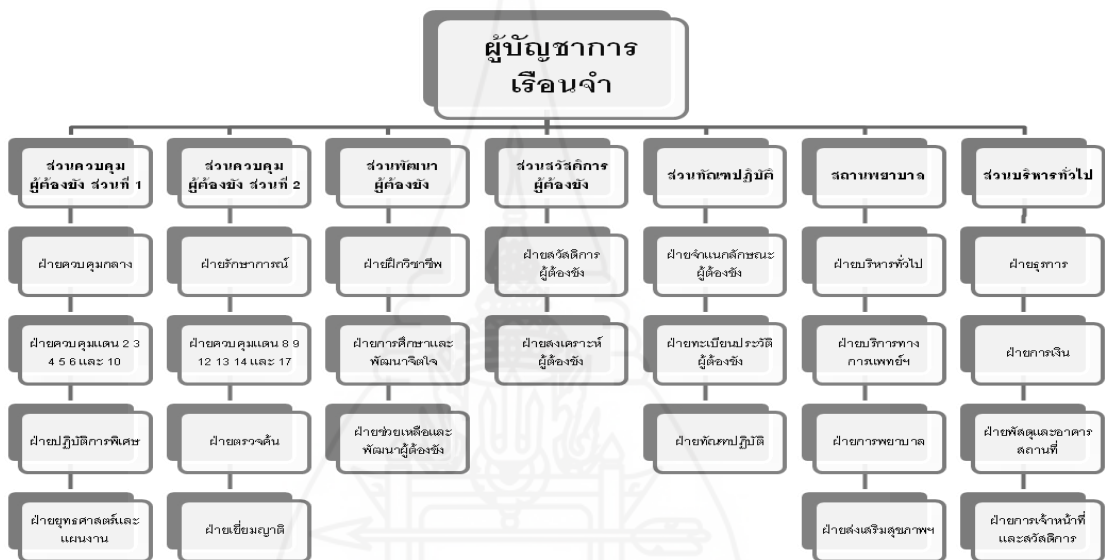 ผู้บัญชาการ
เรือนจำ
ส่วนควบคุม
ผู้ต้องขัง ส่วนที่ 1
ส่วนควบคุม
ผู้ต้องขัง ส่วนที่ 2
ส่วนพัฒนา
ผู้ต้องขัง
ส่วนสวัสดิการ
ผู้ต้องขัง
ส่วนทัณฑปฏิบัติ
สถานพยาบาล
ส่วนบริหารทั่วไป
ฝ่ายควบคุมกลาง
ฝ่ายรักษาการณ์
ฝ่ายฝึกวิชาชีพ
ฝ่ายสวัสดิการ
ผู้ต้องขัง
ฝ่ายจำแนกลักษณะ
ผู้ต้องขัง
ฝ่ายบริหารทั่วไป
ฝ่ายธุรการ
ฝ่ายควบคุมแดน 2 3
4 5 6 และ 10
ฝ่ายควบคุมแดน 8 9
12 13 14 และ 17
ฝ่ายการศึกษาและ
พัฒนาจิตใจ
ฝ่ายสงเคราะห์
ผู้ต้องขัง
ฝ่ายทะเบียนประวัติ
ผู้ต้องขัง
ฝ่ายบริการทาง
การแพทย์ฯ
ฝ่ายการเงิน
ฝ่ายปฏิบัติการพิเศษ
ฝ่ายตรวจค้น
ฝ่ายช่วยเหลือและ
พัฒนาผู้ต้องขัง
ฝ่ายทัณฑปฏิบัติ
ฝ่ายการพยาบาล
ฝ่ายพัสดุและอาคาร
สถานที่
ฝ่ายยุทธศาสตร์และ
แผนงาน
ฝ่ายเยี่ยมญาติ
ฝ่ายส่งเสริมสุขภาพฯ
ฝ่ายการเจ้าหน้าที่
และสวัสดิการ